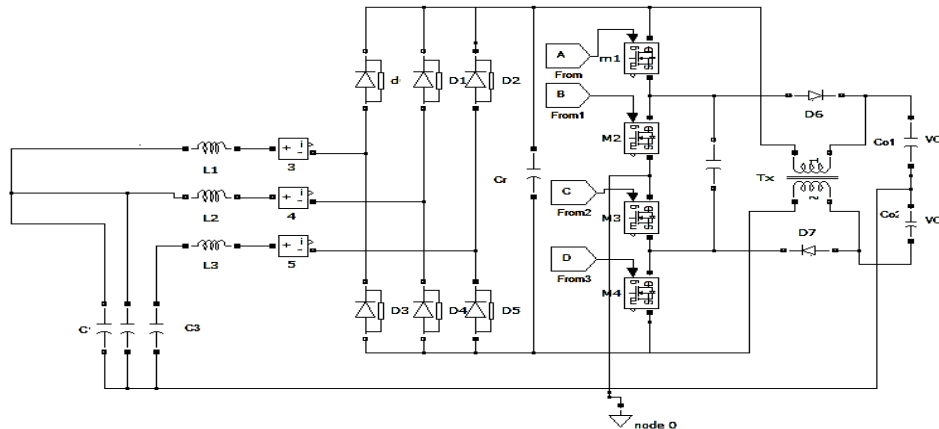 A
From
m1
d
D1
D2
B
From1
D6
M2
Co1
VO
L1
3
Cr
Tx
L2
4
C
From2
M3
Co2
VO
L3
5
D7
D
From3
M4
D3
D4
D5
C3
node 0